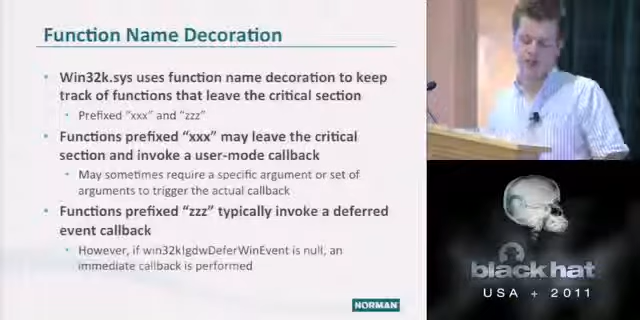 Function Name Decoration
• Win32k.sys uses function name decoration to keep
track of functions that leave the critical section
• Prefixed “xxx” and “zzz”
• Functions prefixed “xxx” may leave the critical
section and invoke a user-mode callback
• May sometimes require a specific argument or set of
arguments to trigger the actual callback
• Functions prefixed “zzz” typically invoke a deferred
event callback
• However, if win32k!gdwDeferWinEvent is null, an
immediate callback is performed
NORMAN
black hat
USA + 2011